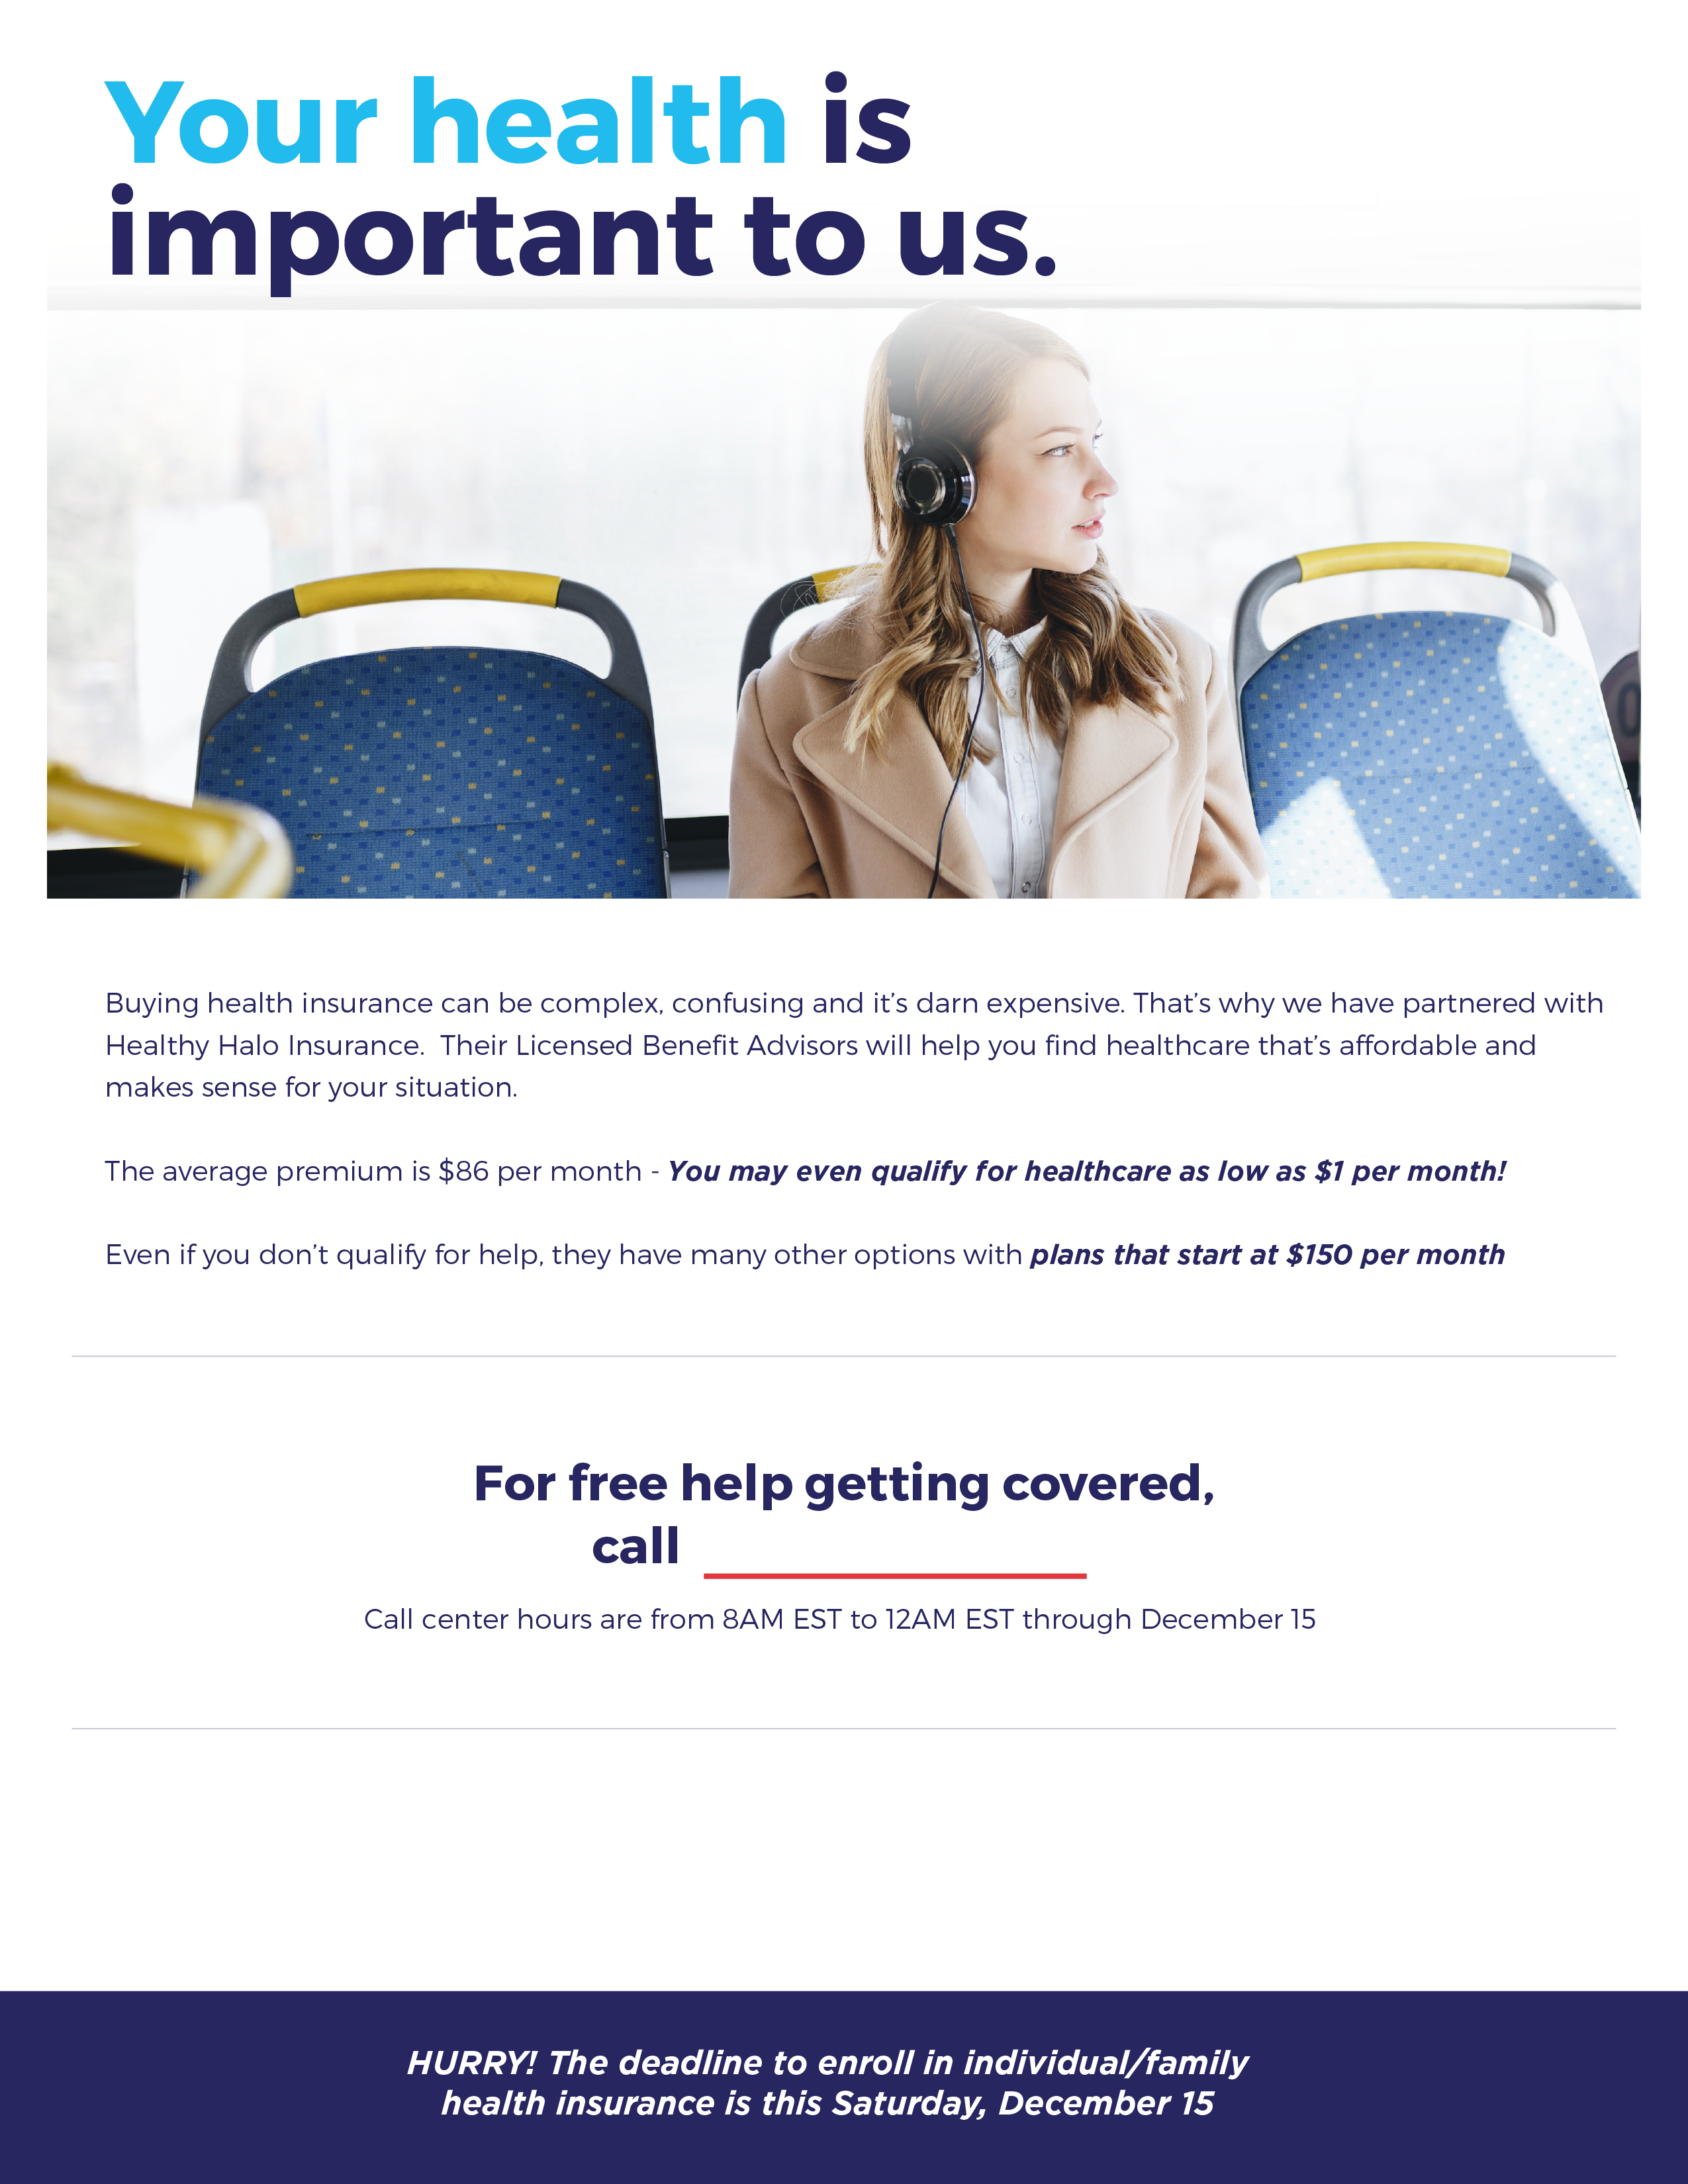 Your health is
important to us.
Buying health insurance can be complex, confusing and it’s darn expensive. That’s why we have partnered with
Healthy Halo Insurance.  Their Licensed Benefit Advisors will help you find healthcare that’s affordable and
makes sense for your situation.
The average premium is $86 per month - You may even qualify for healthcare as low as $1 per month!
Even if you don’t qualify for help, they have many other options with plans that start at $150 per month
For free help getting covered,
call
Call center hours are from 8AM EST to 12AM EST through December 15
HURRY! The deadline to enroll in individual/family
health insurance is this Saturday, December 15